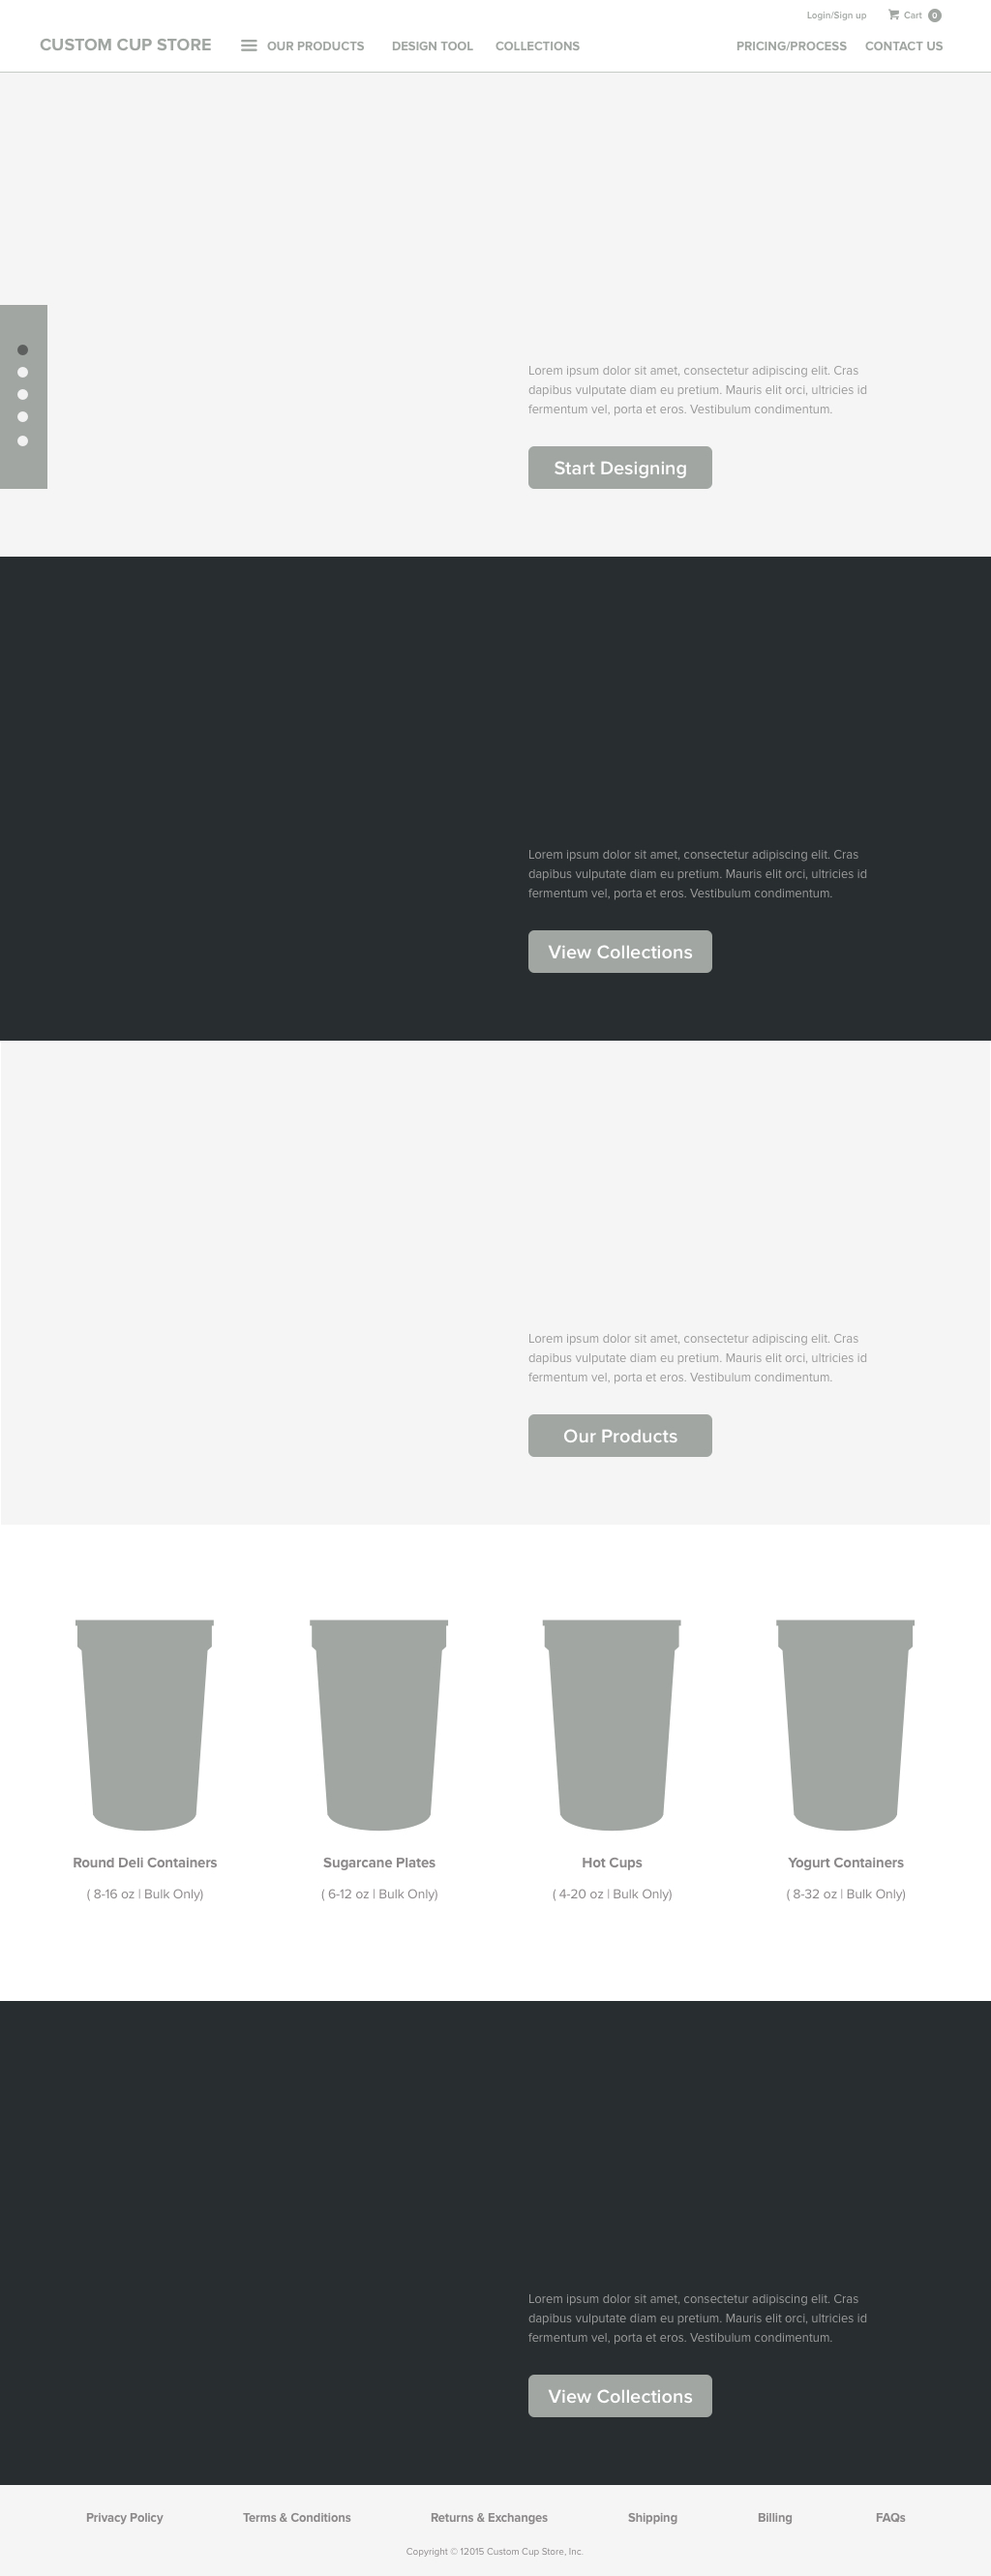 Login/Sign up Cart 0
CUSTOM CUP STORE OUR PRODUCTS DESIGN TOOL COLLECTIONS PRICING/PROCESS CONTACT US
Lorem ipsum dolor sit amet, consectetur adipiscing elit. Cras
dapibus vulputate diam eu pretium. Mauris elit orci, ultricies id
fermentum vel, porta et eros. Vestibulum condimentum.
Start Designing
Lorem ipsum dolor sit amet, consectetur adipiscing elit. Cras
dapibus vulputate diam eu pretium. Mauris elit orci, ultricies id
fermentum vel, porta et eros. Vestibulum condimentum.
View Collections
Lorem ipsum dolor sit amet, consectetur adipiscing elit. Cras
dapibus vulputate diam eu pretium. Mauris elit orci, ultricies id
fermentum vel, porta et eros. Vestibulum condimentum.
Our Products
Round Deli Containers Sugarcane Plates Hot Cups Yogurt Containers
( 8-16 oz | Bulk Only) ( 6-12 oz | Bulk Only) ( 4-20 oz | Bulk Only) ( 8-32 oz | Bulk Only)
Lorem ipsum dolor sit amet, consectetur adipiscing elit. Cras
dapibus vulputate diam eu pretium. Mauris elit orci, ultricies id
fermentum vel, porta et eros. Vestibulum condimentum.
View Collections
Privacy Policy Terms & Conditions Returns & Exchanges Shipping Billing FAQs
Copyright © 12015 Custom Cup Store, Inc.